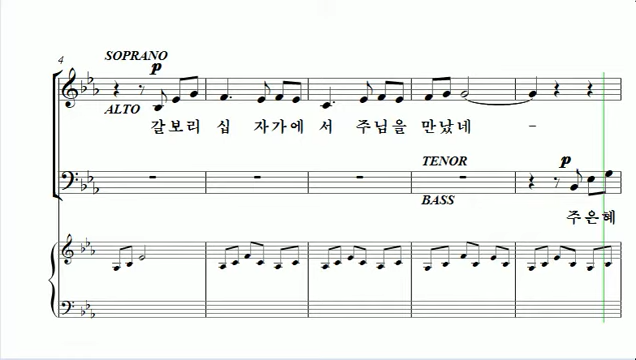 4
SOPRANO
p
ALTO
갈보리 십 자가에 서 주님을 만났네 -
TENOR
p
BASS
주은혜